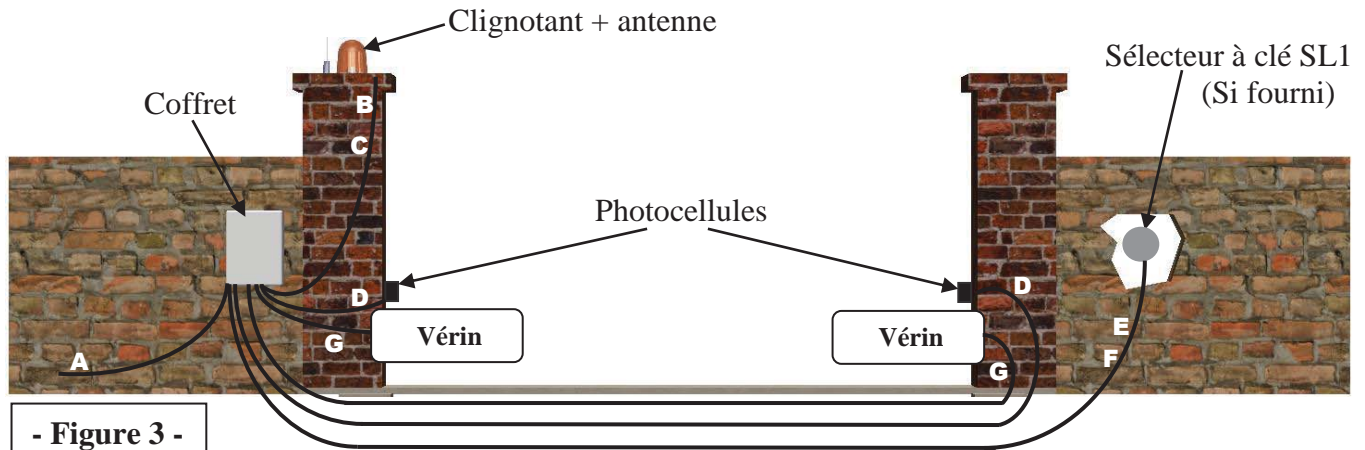 Clignotant + antenne
Sélecteur à clé SL1
(Si fourni)
Coffret
B
C
Photocellules
D
D
Vérin
Vérin
G
G
E
F
A
- Figure 3 -